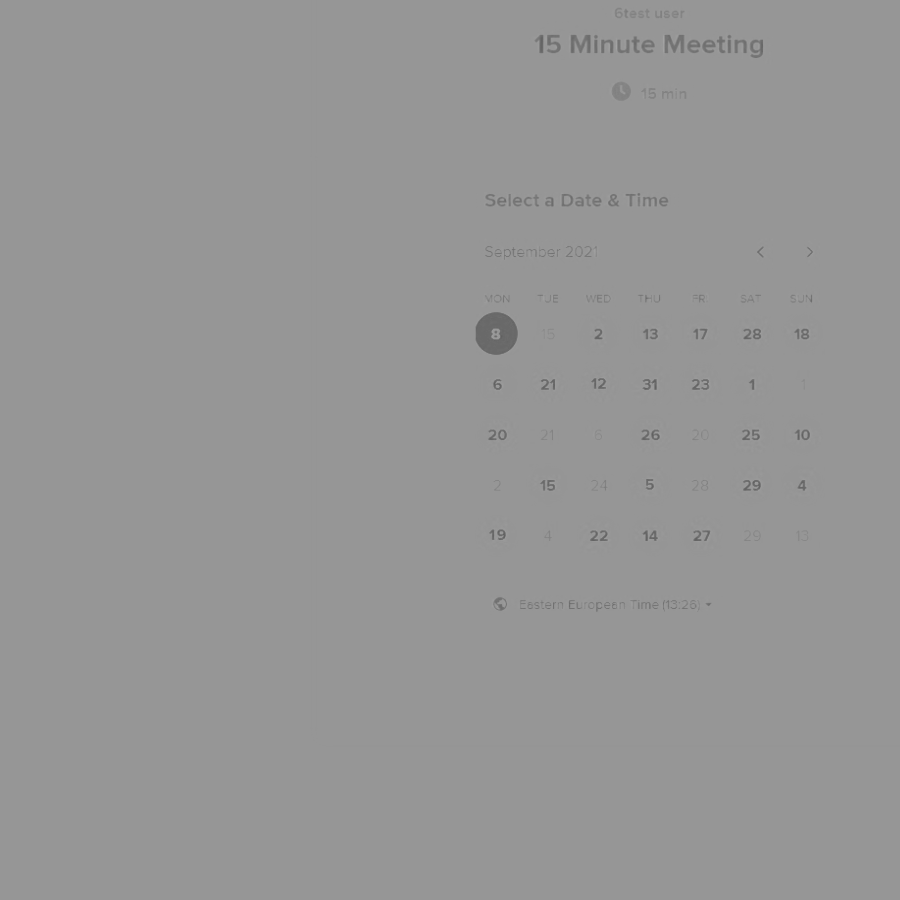 6test user
15 Minute Meeting
15 min
Select a Date & Time
September 2021
MON TUE WED THU FRI SAT SUN
8 15 2 13 17 28 18
6 21 12 31 23 1 1
20 21 6 26 20 25 10
2 15 24 5 28 29 4
19 4 22 14 27 29 13
Eastern European Time (13:26)